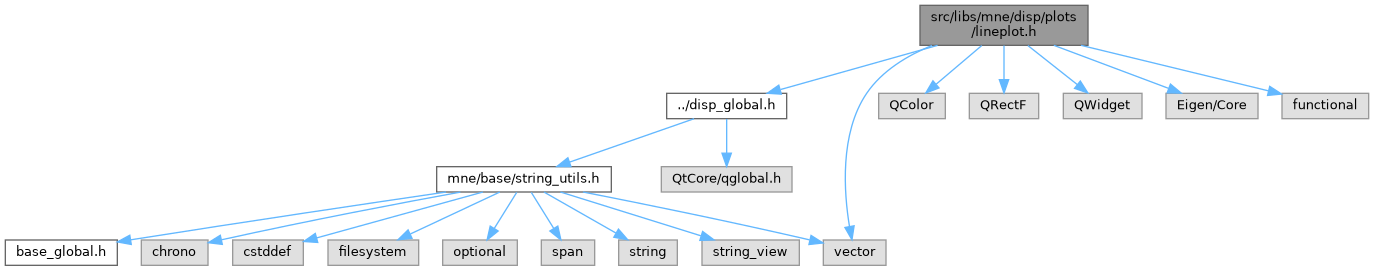 src/libs/mne/disp/plots
/lineplot.h
../disp_global.h
QColor
QRectF
QWidget
Eigen/Core
functional
mne/base/string_utils.h
QtCore/qglobal.h
base_global.h
chrono
cstddef
filesystem
optional
span
string
string_view
vector